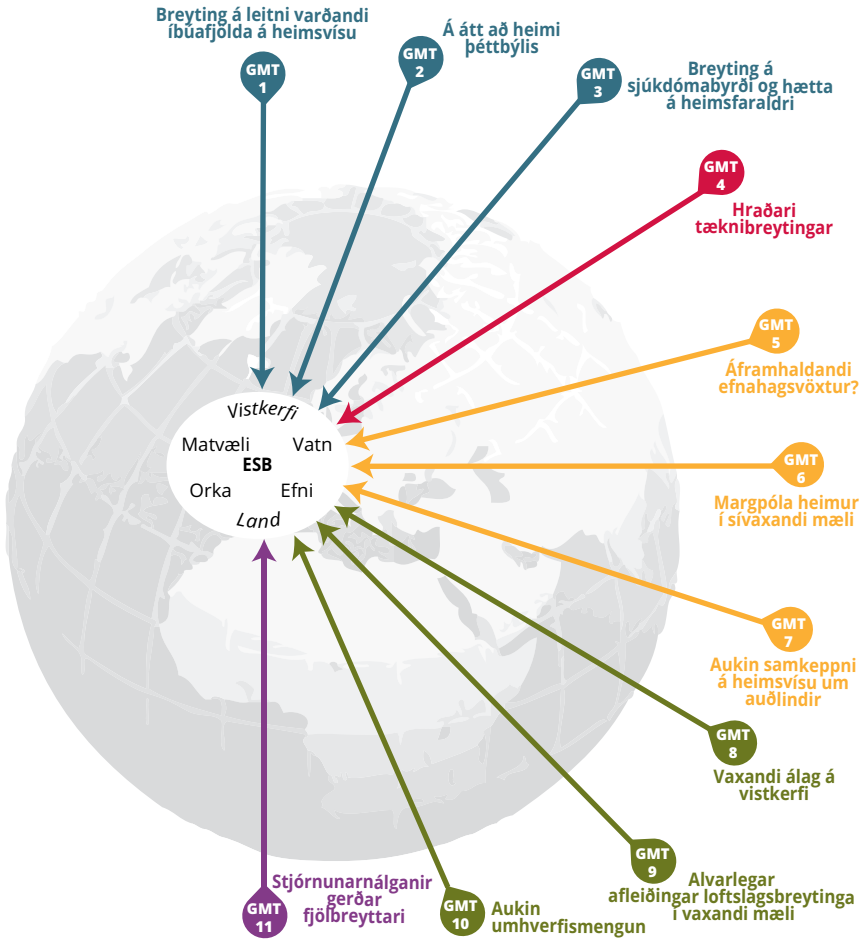 Breyting á leitni varðandi
íbúafjölda á heimsvísu
GMT
1
Á átt að heimi
þéttbýlis
GMT
2
Breyting á
sjúkdómabyrði og hætta
á heimsfaraldri
GMT
3
GMT
4
Hraðari
tæknibreytingar
GMT
5
Áframhaldandi
efnahagsvöxtur?
GMT
6
Margpóla heimur
í sívaxandi mæli
GMT
7
Aukin samkeppni
á heimsvísu um
auðlindir
GMT
8
Vaxandi álag á
vistkerfi
GMT
9
Alvarlegar
afleiðingar loftslagsbreytinga
í vaxandi mæli
GMT
10
Aukin
umhverfismengun
GMT
11
Stjórnunarnálganir
gerðar
fjölbreyttari
Vistkerfi
Matvæli Vatn
ESB
Orka Efni
Land